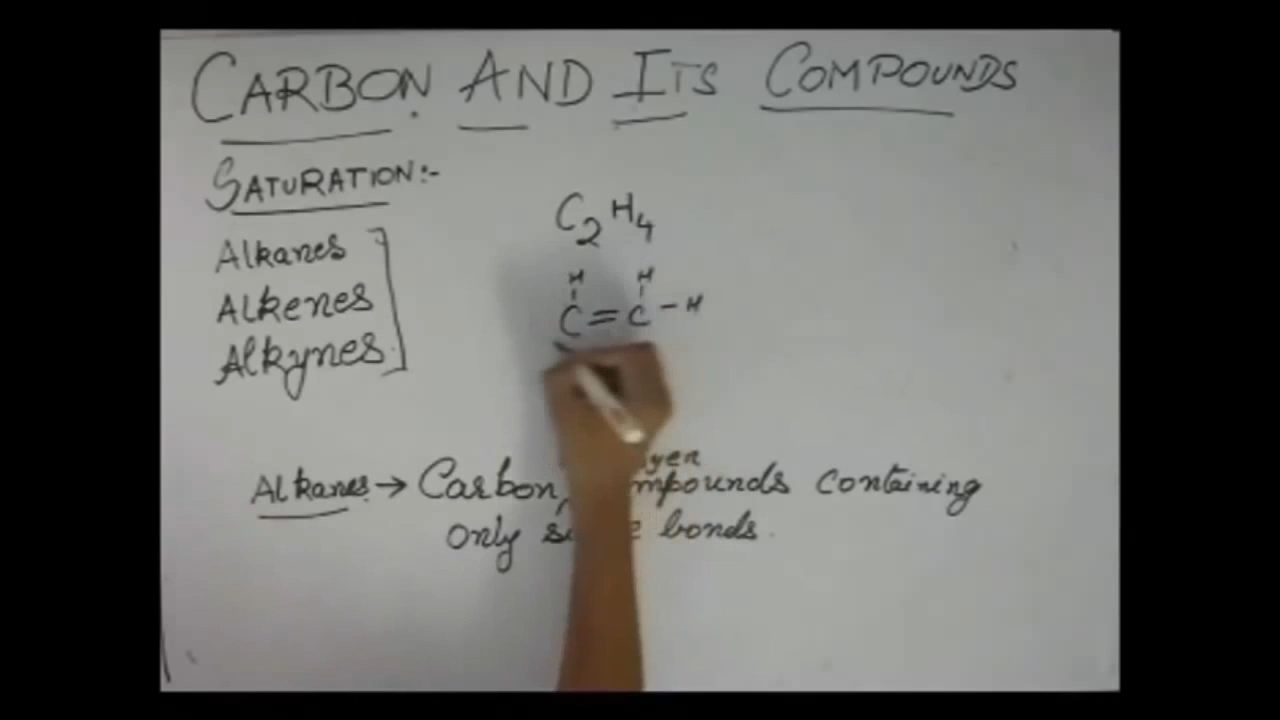 CARBON AND ITS COMPOUNDS
SATURATION:-
Alkanes
Alkenes
Alkynes
C2H4
H H
C = C - H
Alkanes → Carbon, compounds containing
only bonds.